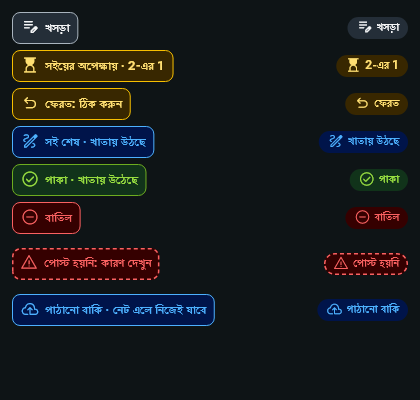 খসড়া খসড়া
সইয়ের অপেক্ষায় · 2-এর 1 2-এর 1
ফেরত: ঠিক করুন ফেরত
সই শেষ · খাতায় উঠছে খাতায় উঠছে
পাকা · খাতায় উঠেছে পাকা
বাতিল বাতিল
পোস্ট হয়নি: কারণ দেখুন পোস্ট হয়নি
পাঠানো বাকি · নেট এলে নিজেই যাবে পাঠানো বাকি